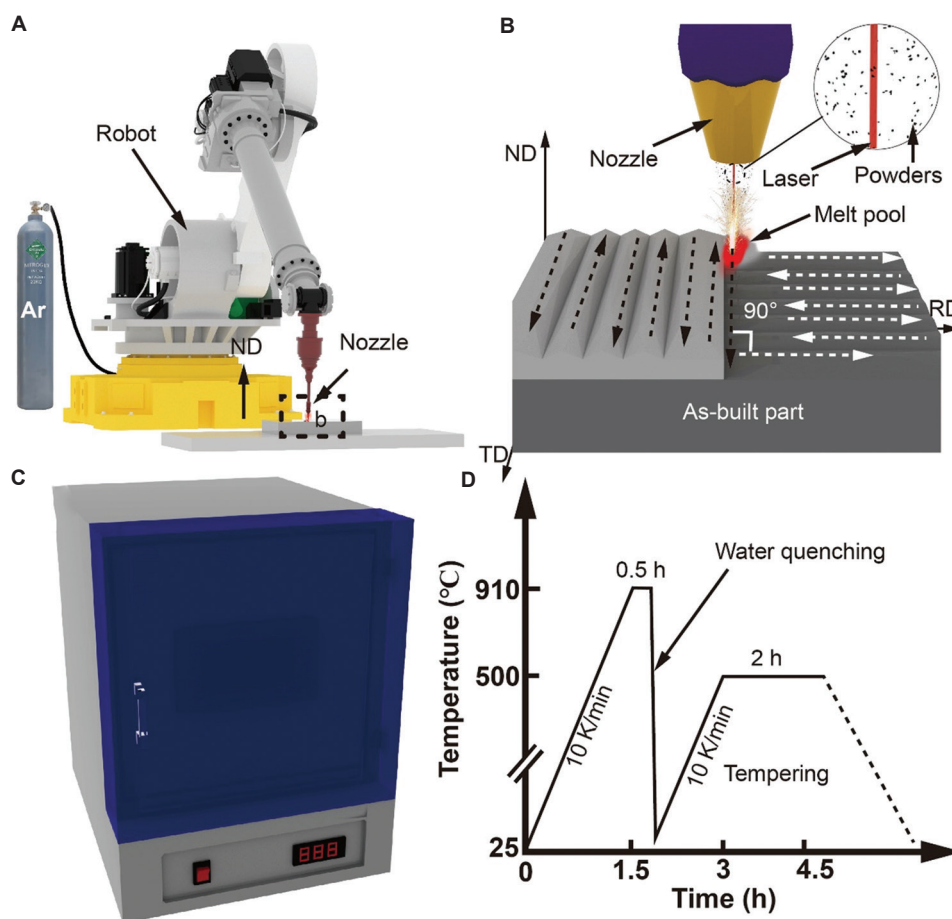 A
Robot
Ar
ND
Nozzle
b
B
ND
Nozzle
Laser
Powders
Melt pool
RD
90°
As-built part
TD
C
D
Temperature (℃)
910
500
25
0.5 h
Water quenching
2 h
10 K/min
10 K/min
Tempering
0
1.5
3
4.5
Time (h)